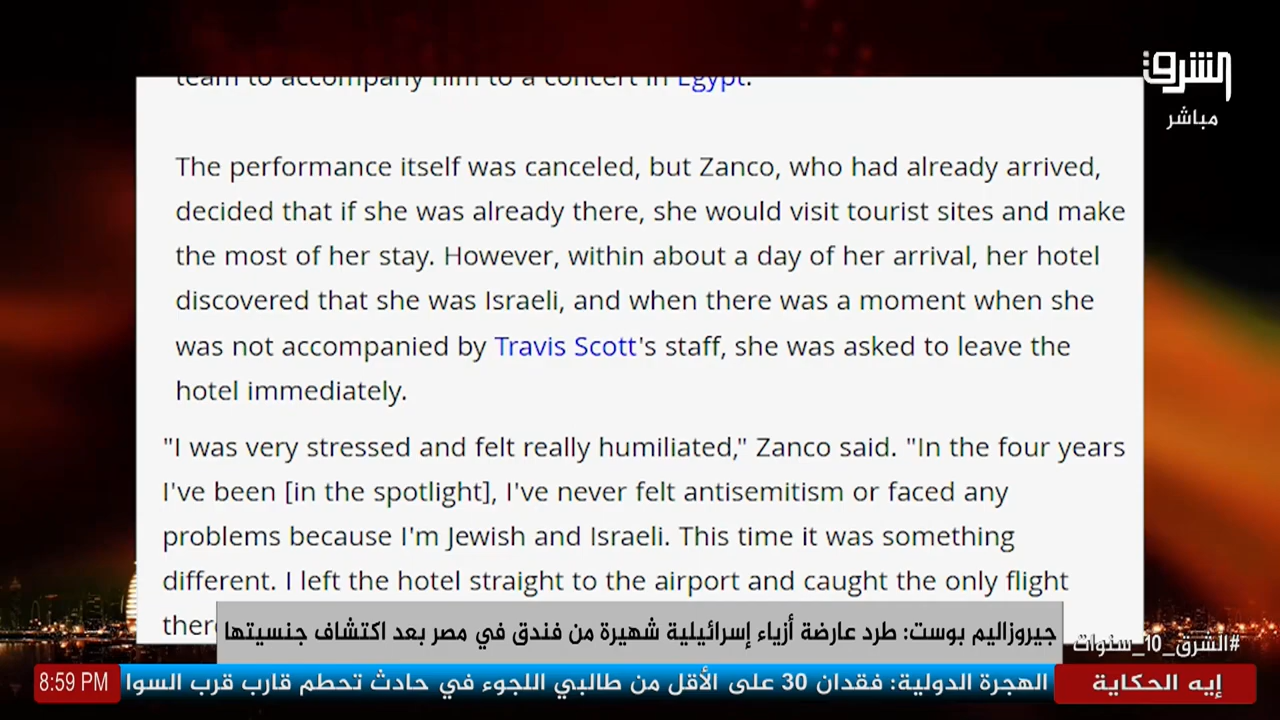 team to accompany him to a concert in Egypt.
الشرق
مباشر
The performance itself was canceled, but Zanco, who had already arrived,
decided that if she was already there, she would visit tourist sites and make
the most of her stay. However, within about a day of her arrival, her hotel
discovered that she was Israeli, and when there was a moment when she
was not accompanied by Travis Scott's staff, she was asked to leave the
hotel immediately.
"I was very stressed and felt really humiliated," Zanco said. "In the four years
I've been [in the spotlight], I've never felt antisemitism or faced any
problems because I'm Jewish and Israeli. This time it was something
different. I left the hotel straight to the airport and caught the only flight
جيروزاليم بوست: طرد عارضة أزياء إسرائيلية شهيرة من فندق في مصر بعد اكتشاف جنسيتها
#الشرق_10_سنوات
إيه الحكاية
الهجرة الدولية: فقدان 30 على الأقل من طالبي اللجوء في حادث تحطم قارب قرب السوا
8:59 PM